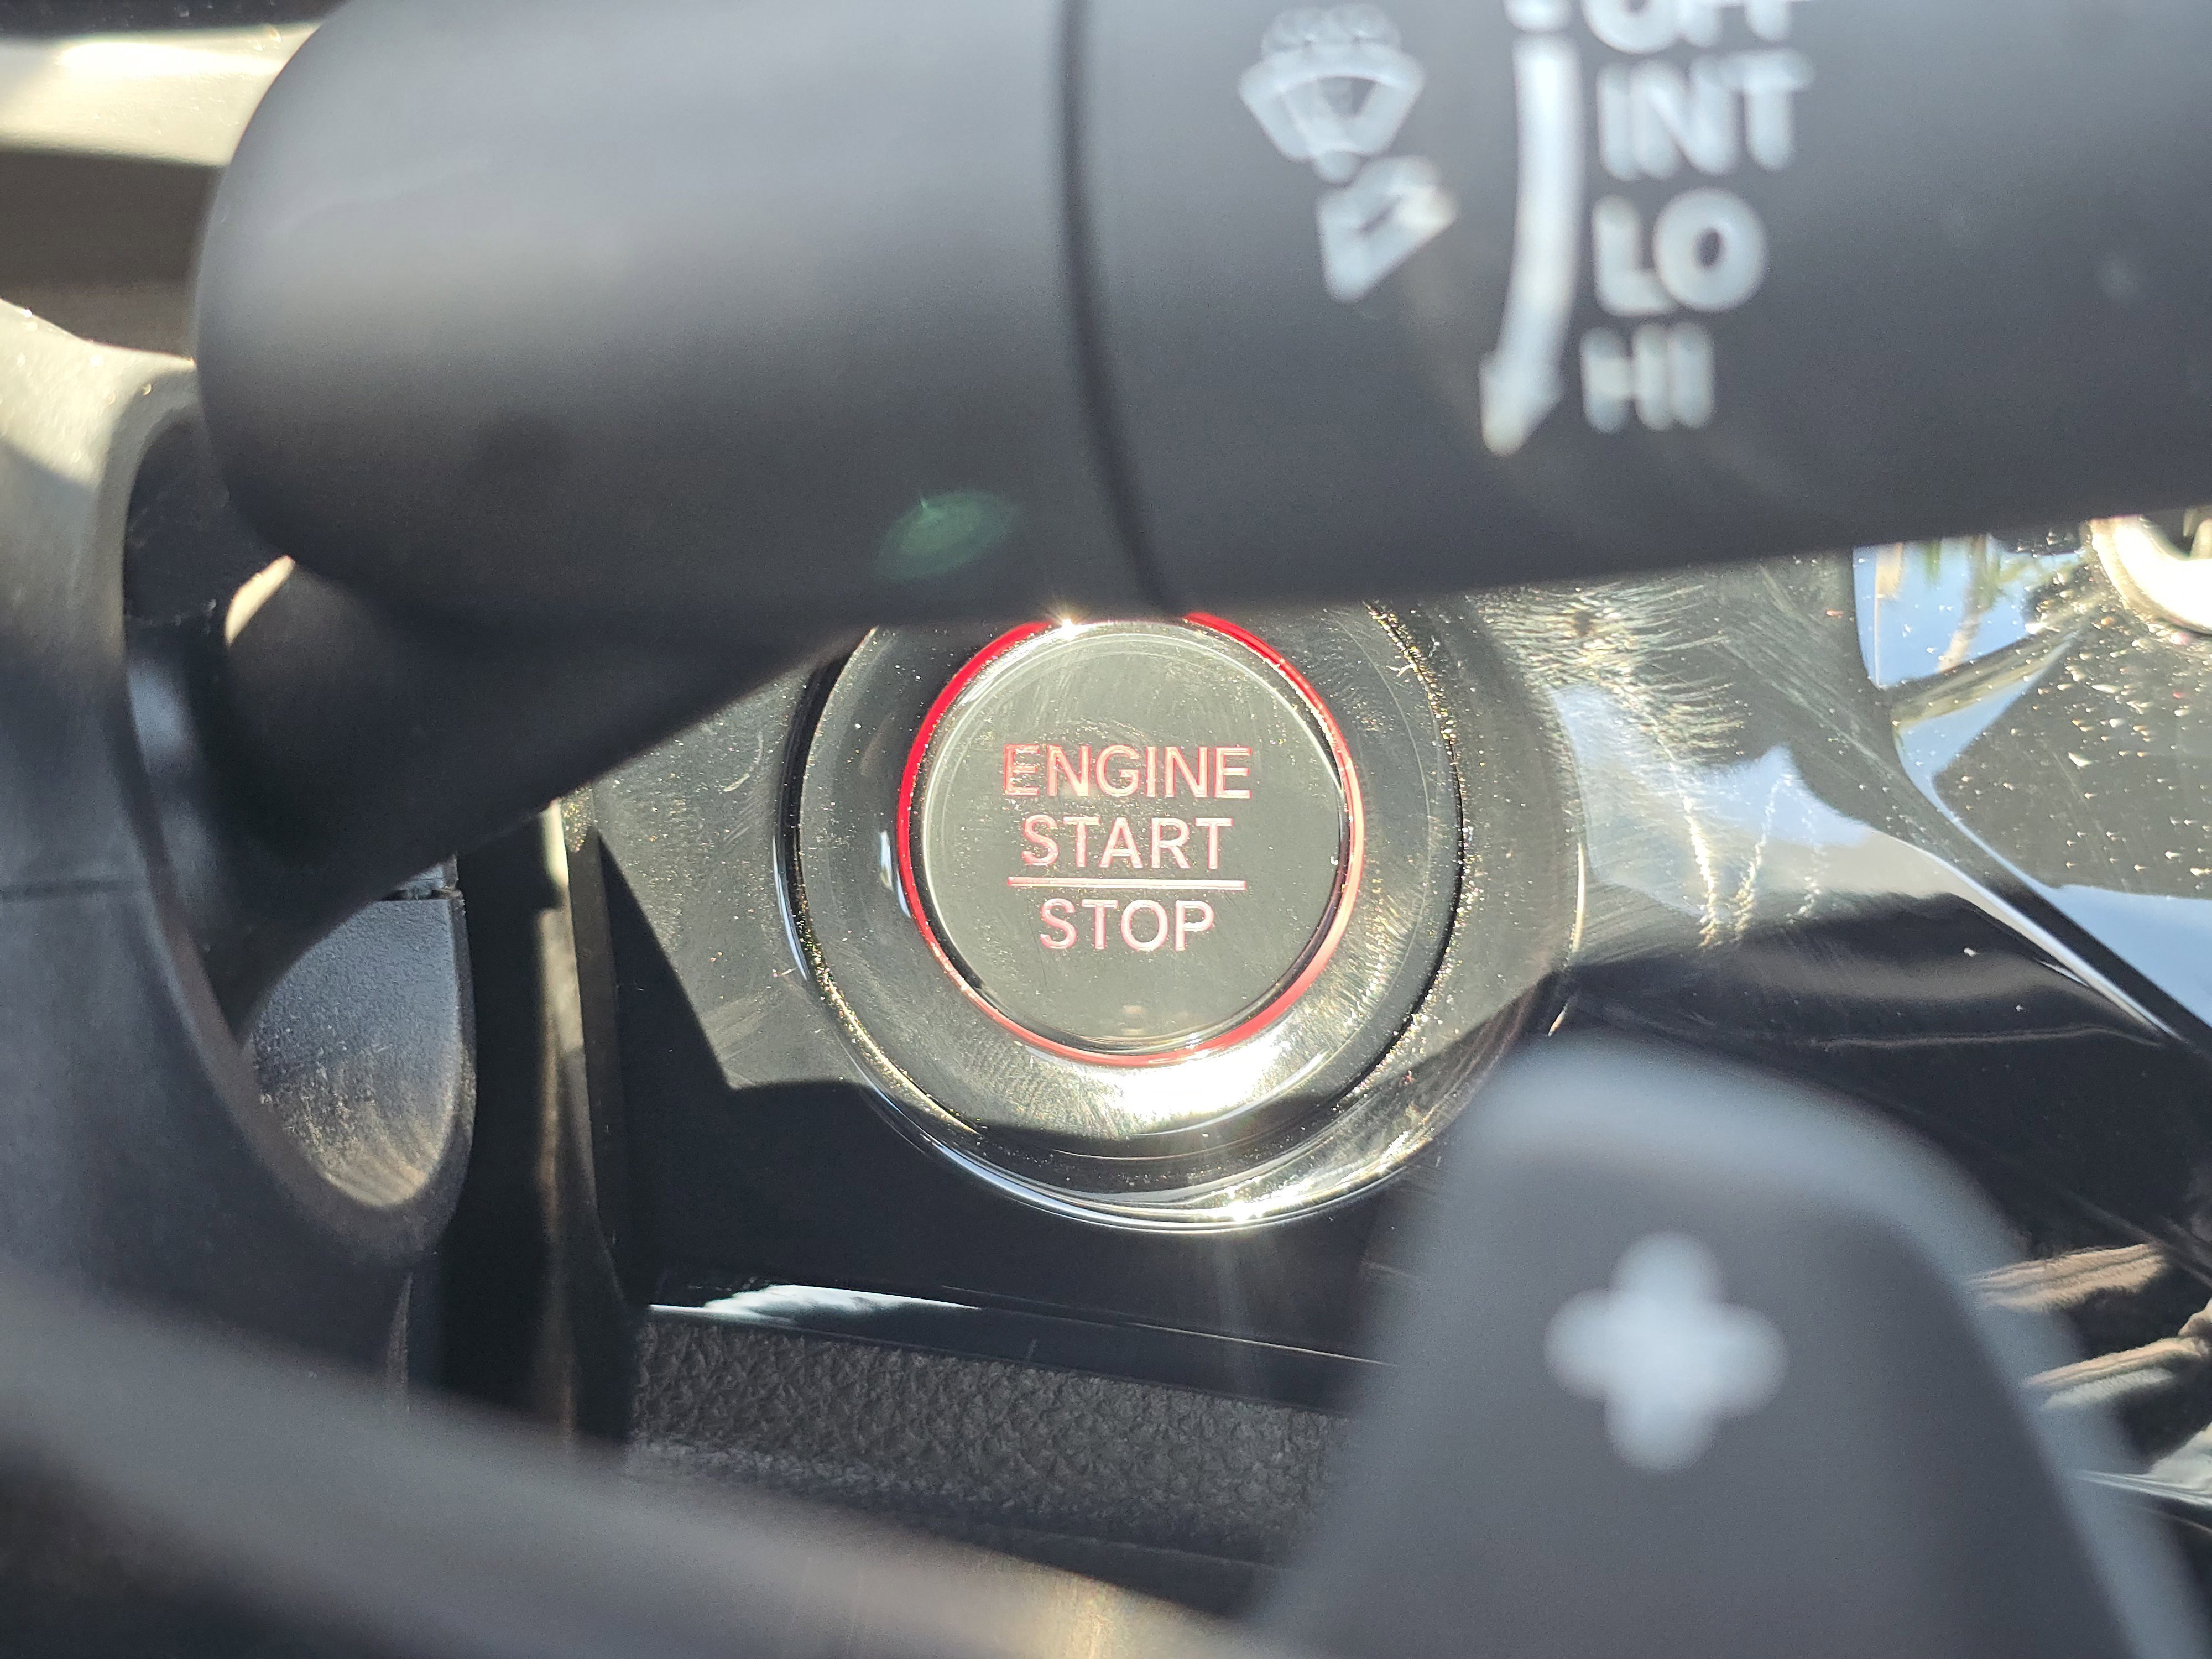 OFF
INT
LO
HI
ENGINE
START
STOP
+